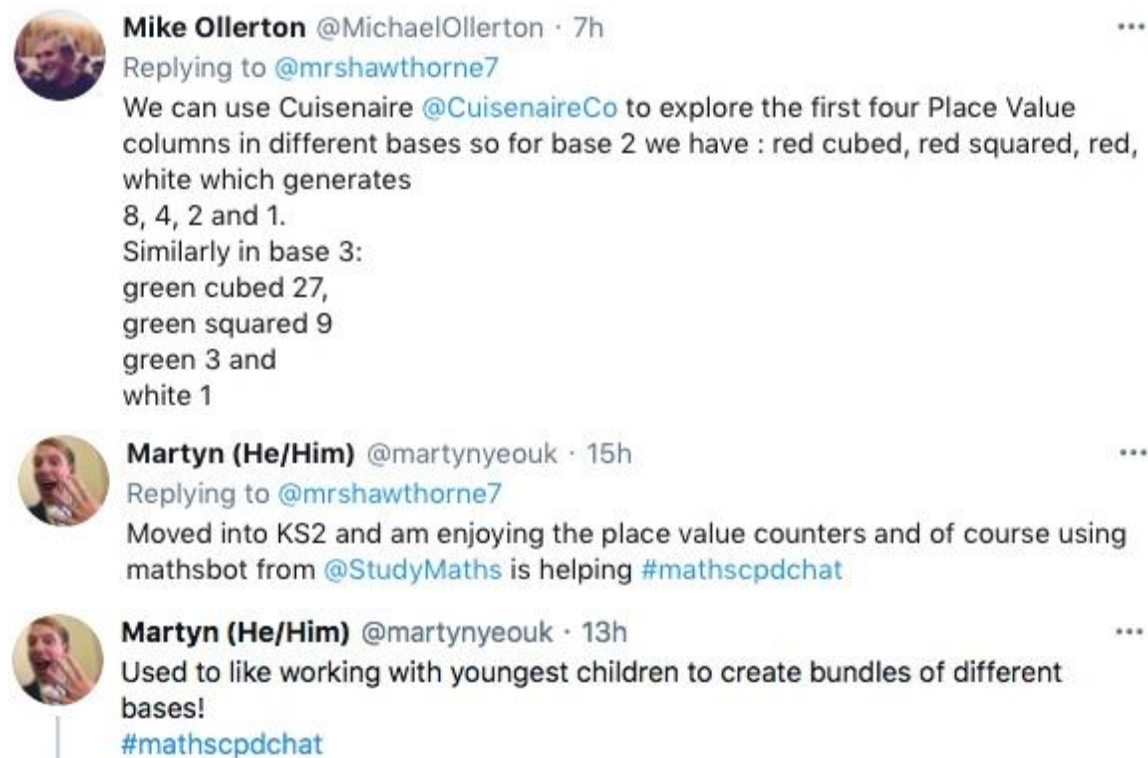 Mike Ollerton @MichaelOllerton · 7h
Replying to @mrshawthorne7
We can use Cuisenaire @CuisenaireCo to explore the first four Place Value
columns in different bases so for base 2 we have : red cubed, red squared, red,
white which generates
8, 4, 2 and 1.
Similarly in base 3:
green cubed 27,
green squared 9
green 3 and
white 1
Martyn (He/Him) @martynyeouk · 15h
Replying to @mrshawthorne7
Moved into KS2 and am enjoying the place value counters and of course using
mathsbot from @StudyMaths is helping #mathscpdchat
Martyn (He/Him) @martynyeouk · 13h
Used to like working with youngest children to create bundles of different
bases!
#mathscpdchat